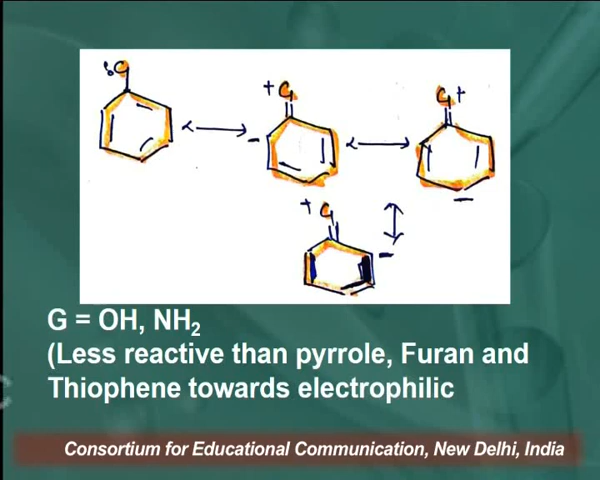 :G
+ G
-
G +
-
+ G
-
G = OH, NH₂
(Less reactive than pyrrole, Furan and
Thiophene towards electrophilic
Consortium for Educational Communication, New Delhi, India